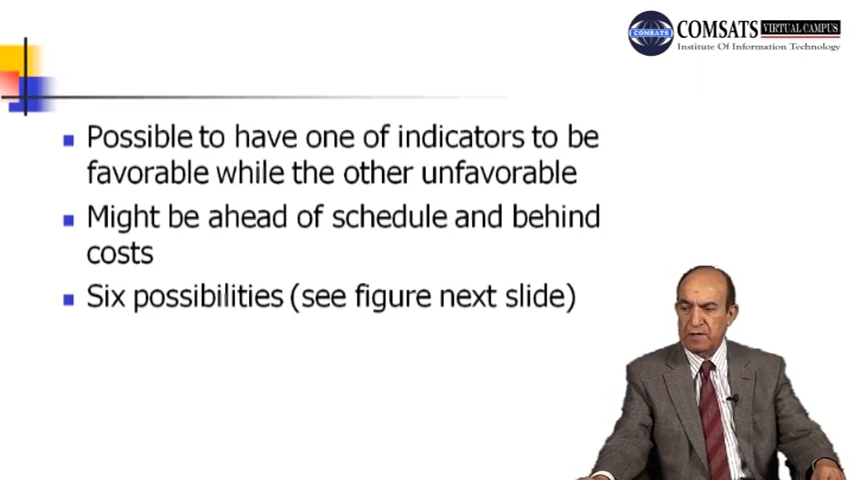 COMSATS
COMSATS VIRTUAL CAMPUS
Institute Of Information Technology
Possible to have one of indicators to be
favorable while the other unfavorable
Might be ahead of schedule and behind
costs
Six possibilities (see figure next slide)